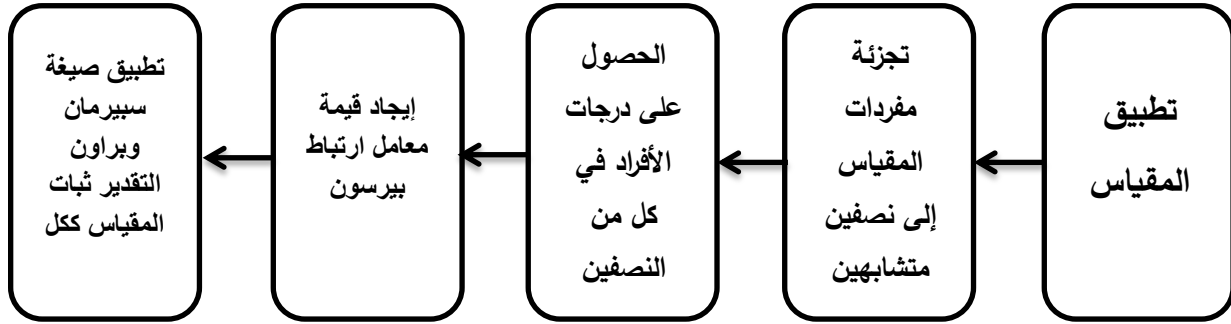 تطبيق
المقياس
تجزئة
مفردات
المقياس
إلى نصفين
متشابهين
الحصول
على درجات
الأفراد في
كل من
النصفين
إيجاد قيمة
معامل ارتباط
بيرسون
تطبيق صيغة
سبيرمان
وبراون
التقدير ثبات
المقياس ككل